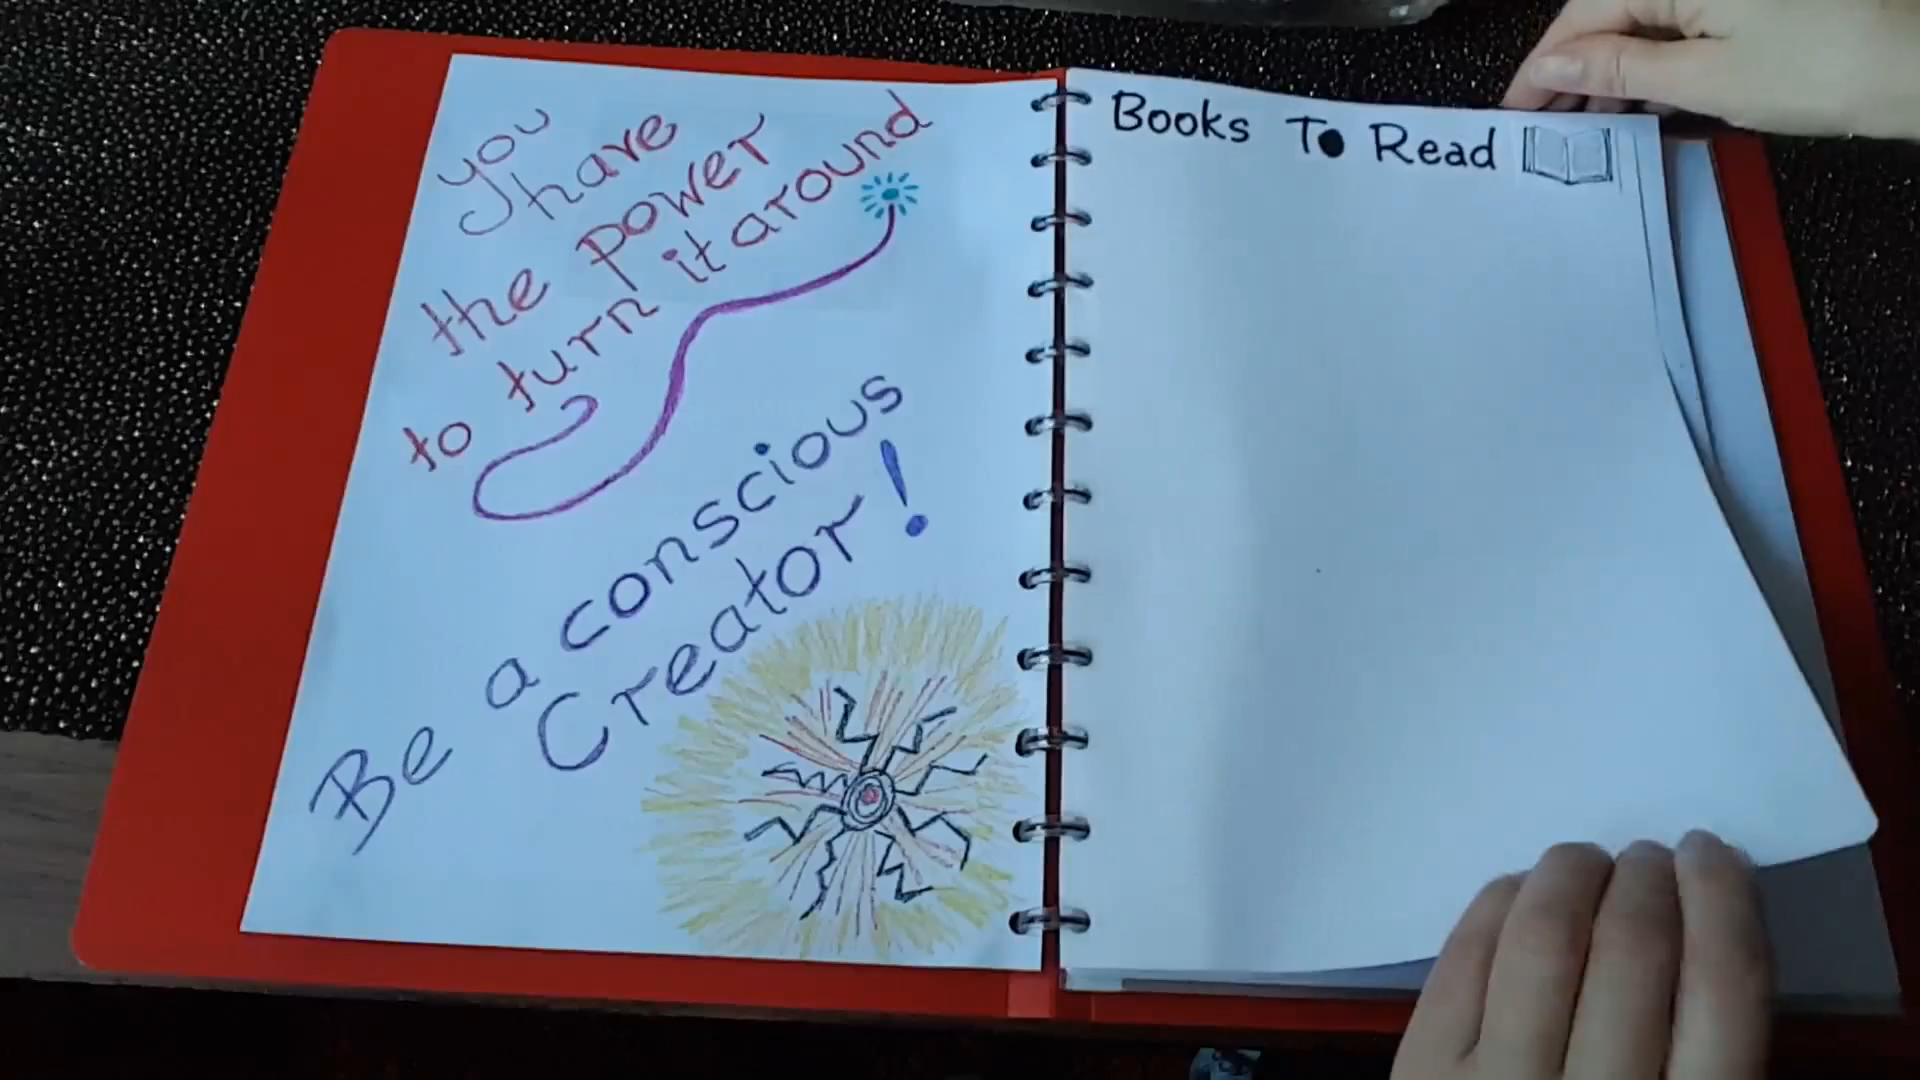 you
have
the power
to turn it around
Be a conscious
Creator!
Books To Read